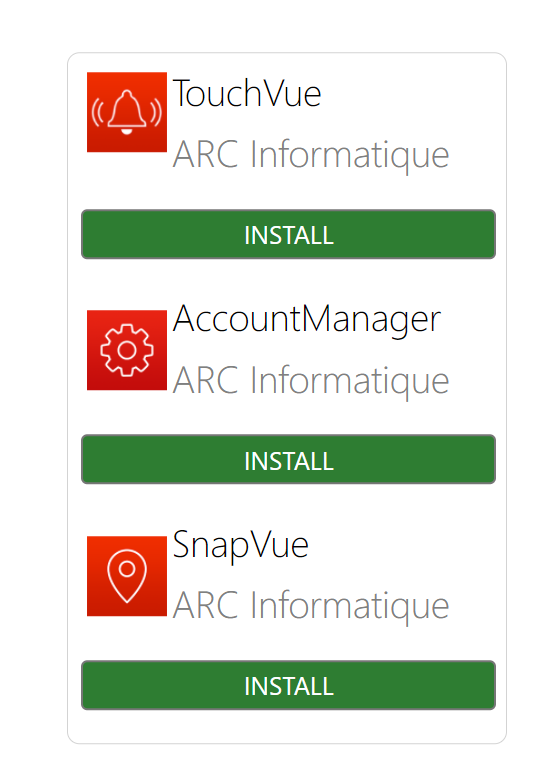 TouchVue
ARC Informatique
INSTALL
AccountManager
ARC Informatique
INSTALL
SnapVue
ARC Informatique
INSTALL